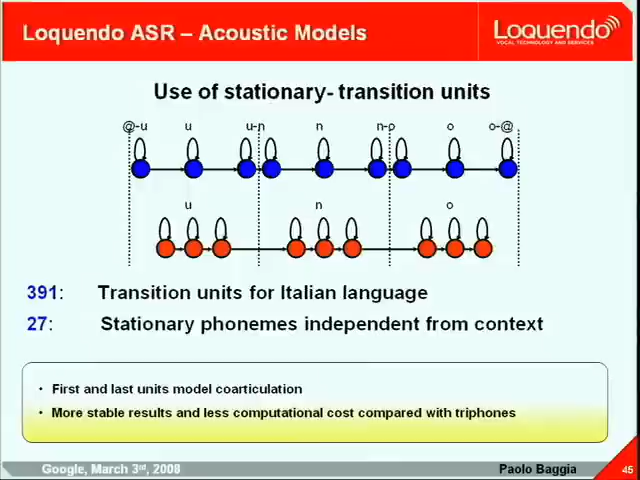 Loquendo ASR – Acoustic Models
Loquendo
VOCAL TECHNOLOGY AND SERVICES
Use of stationary- transition units
@-u u u-n n n-o o o-@
u n o
391: Transition units for Italian language
27: Stationary phonemes independent from context
• First and last units model coarticulation
• More stable results and less computational cost compared with triphones
Google, March 3rd, 2008 Paolo Baggia 45